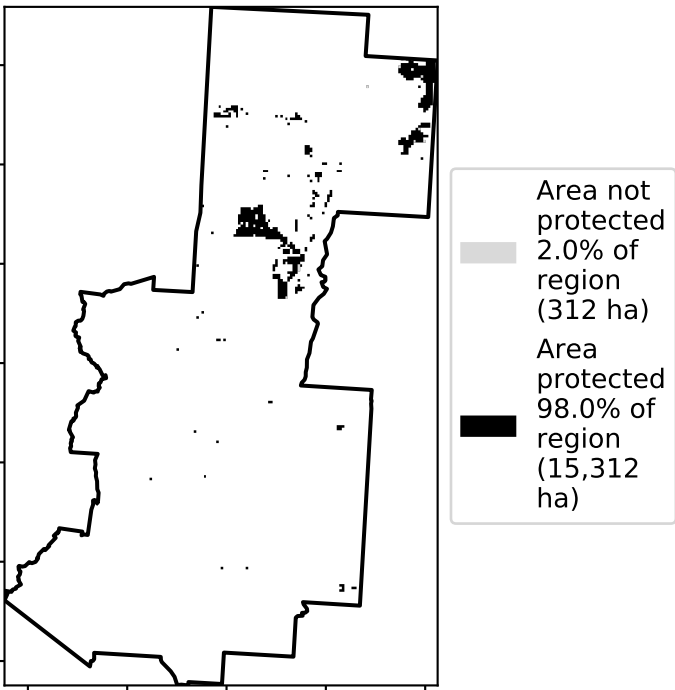 Area not
protected
2.0% of
region
(312 ha)
Area
protected
98.0% of
region
(15,312
ha)